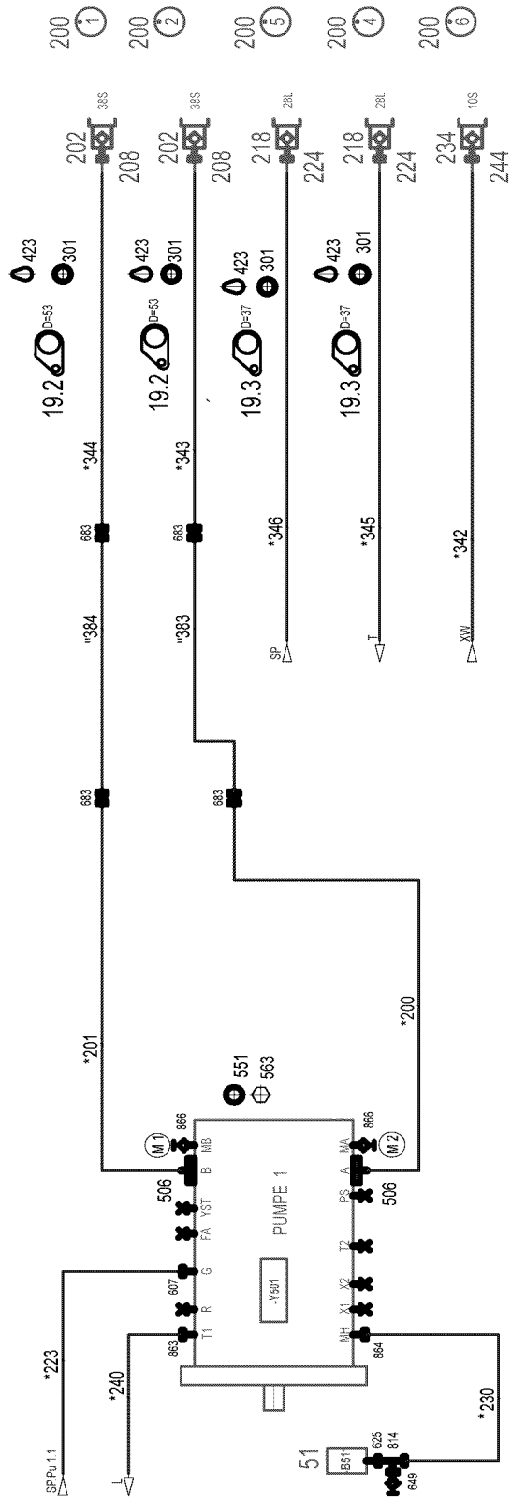 200
1
200
2
200
5
200
4
200
6
38S
38S
28L
28L
10S
202
208
202
208
218
224
218
224
234
244
423
301
423
301
423
301
423
301
19.2
D=53
19.2
D=53
19.3
D=37
19.3
D=37
*344
*343
*346
*345
*342
683
683
"384
"383
SP
T
XW
683
683
*201
*200
551
563
M 1
866
MB
B
506
YST
FA
G
607
R
T1
863
PUMPE 1
-Y501
M 2
866
MA
A
506
PS
T2
X2
X1
MH
864
*223
*240
SP.Pu 1.1
L
51
B51
625
814
649
*230